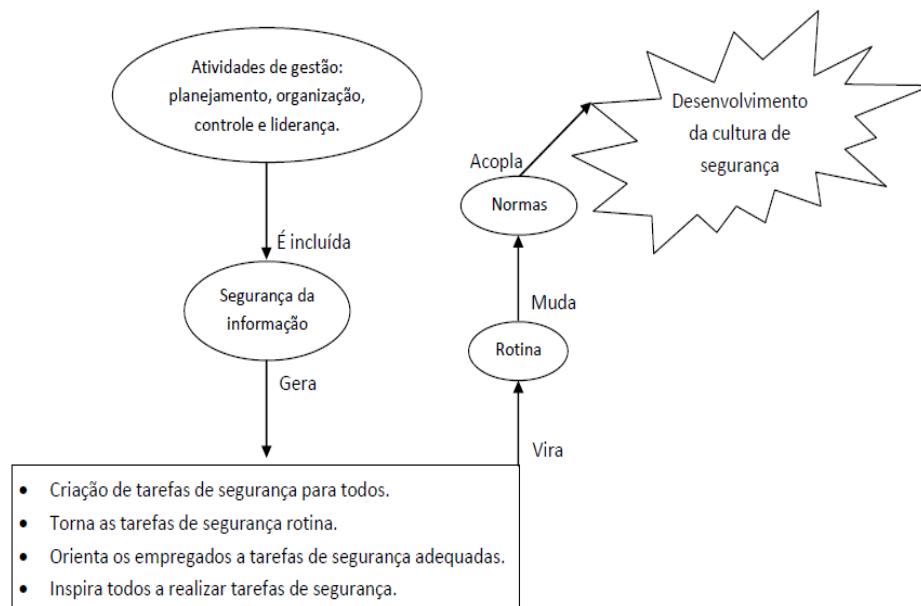 Atividades de gestão:
planejamento, organização,
controle e liderança.
É incluída
Segurança da
informação
Gera
• Criação de tarefas de segurança para todos.
• Torna as tarefas de segurança rotina.
• Orienta os empregados a tarefas de segurança adequadas.
• Inspira todos a realizar tarefas de segurança.
Vira
Rotina
Muda
Normas
Acopla
Desenvolvimento
da cultura de
segurança